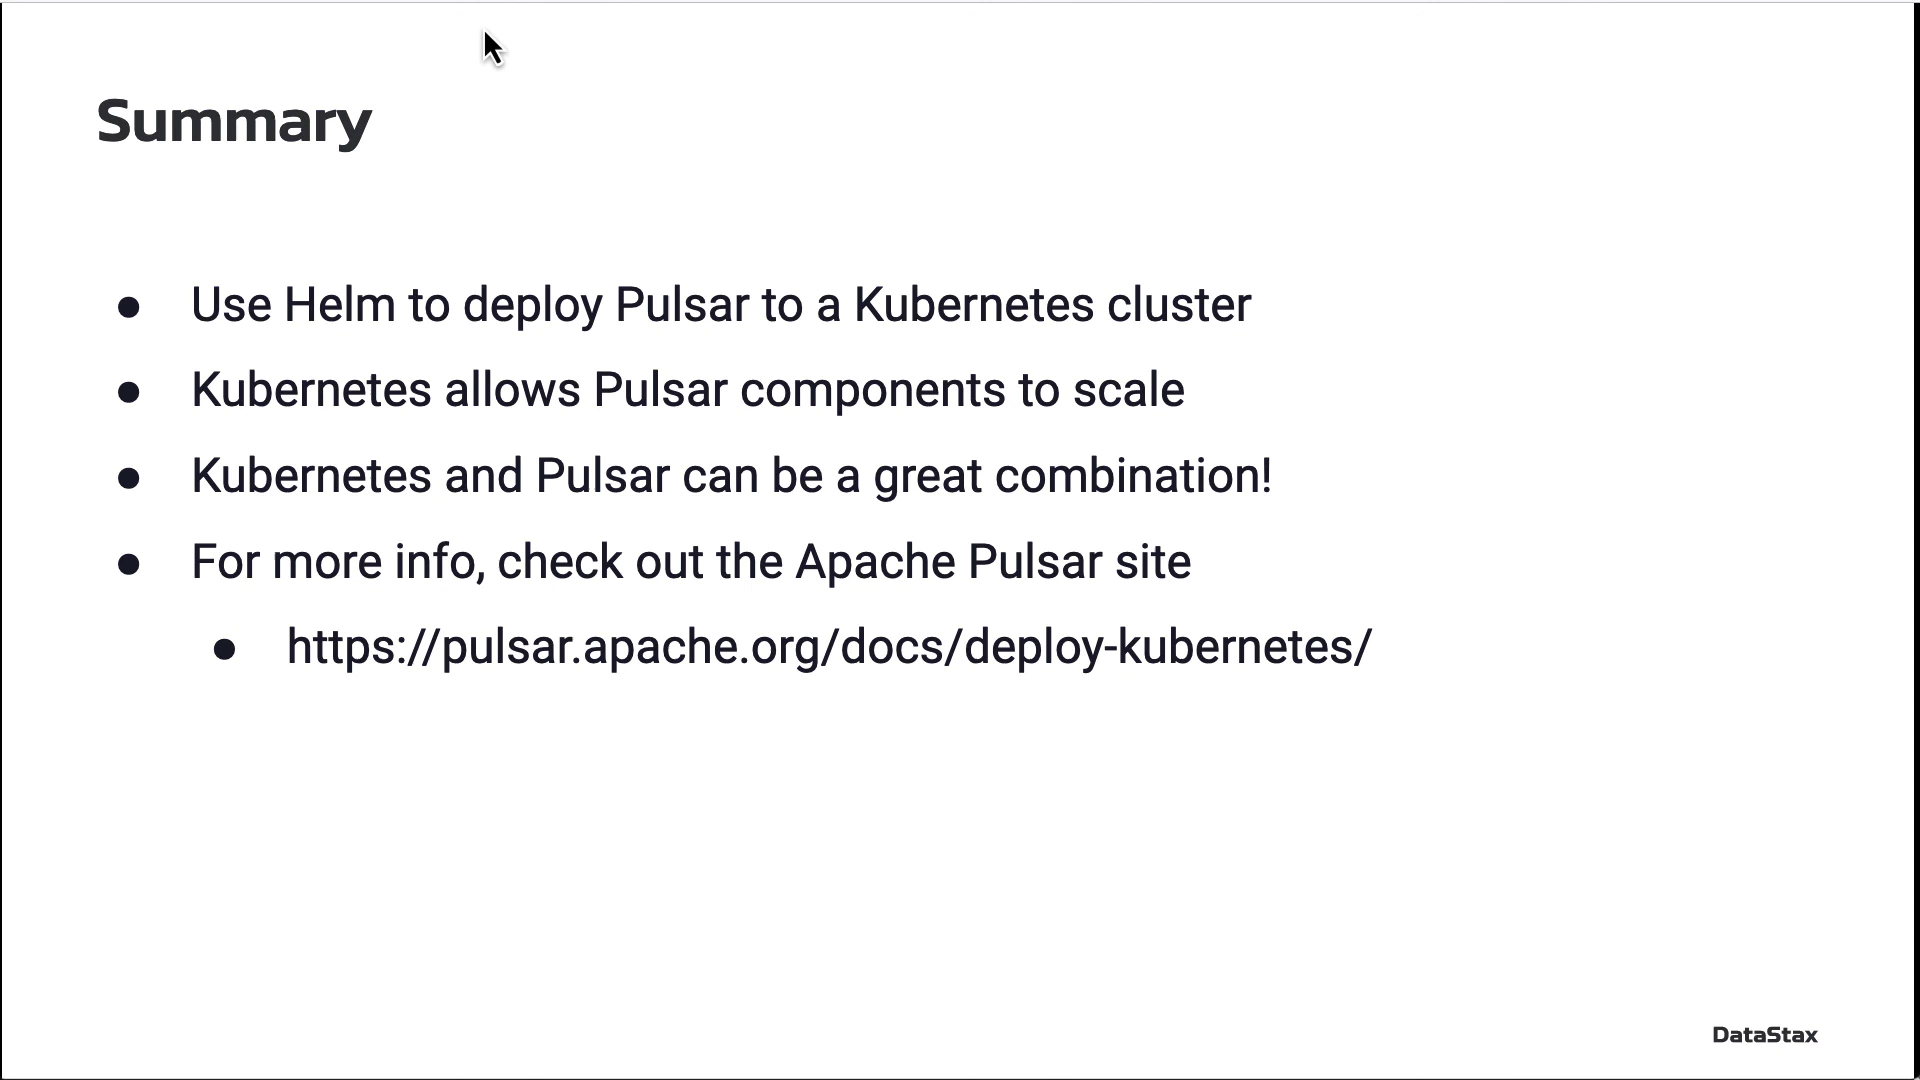 Summary
● Use Helm to deploy Pulsar to a Kubernetes cluster
● Kubernetes allows Pulsar components to scale
● Kubernetes and Pulsar can be a great combination!
● For more info, check out the Apache Pulsar site
● https://pulsar.apache.org/docs/deploy-kubernetes/
DataStax